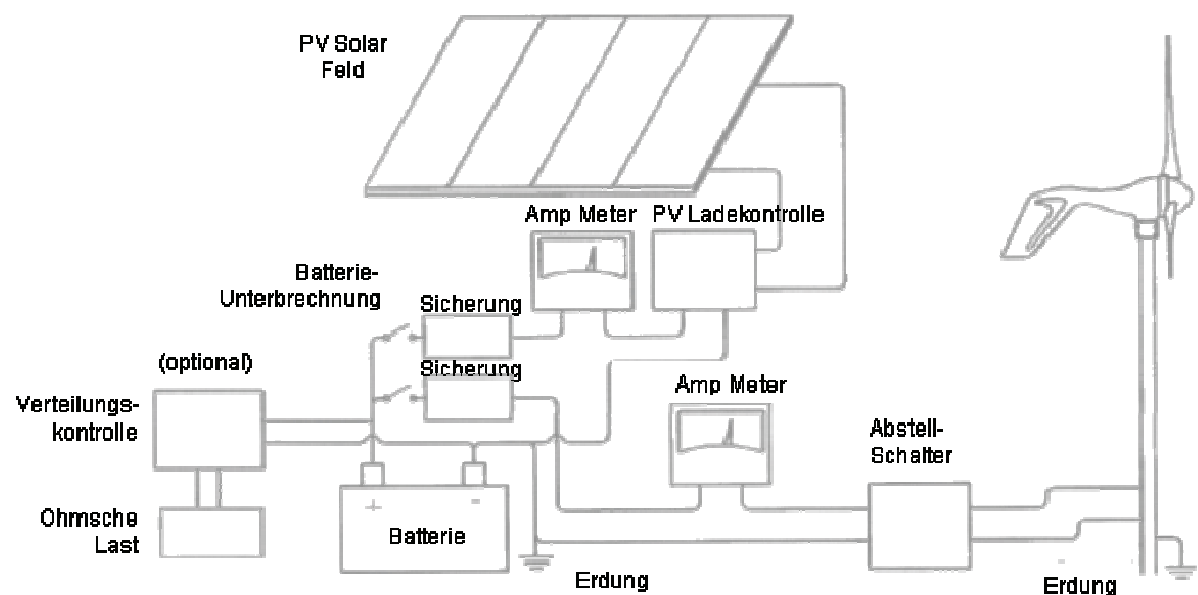 PV Solar
Feld
Amp Meter
PV Ladekontrolle
Batterie-
Unterbrechnung
Sicherung
(optional)
Sicherung
Amp Meter
Verteilungs-
kontrolle
Abstell-
Schalter
+
-
Ohmsche
Last
Batterie
Erdung
Erdung